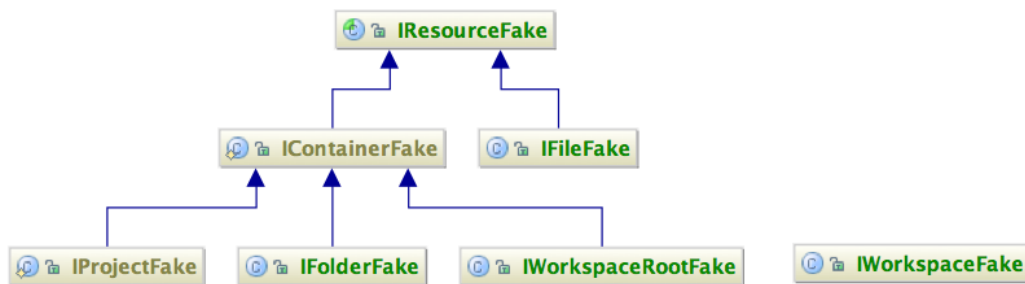 IResourceFake
IContainerFake IFileFake
IProjectFake IFolderFake IWorkspaceRootFake IWorkspaceFake